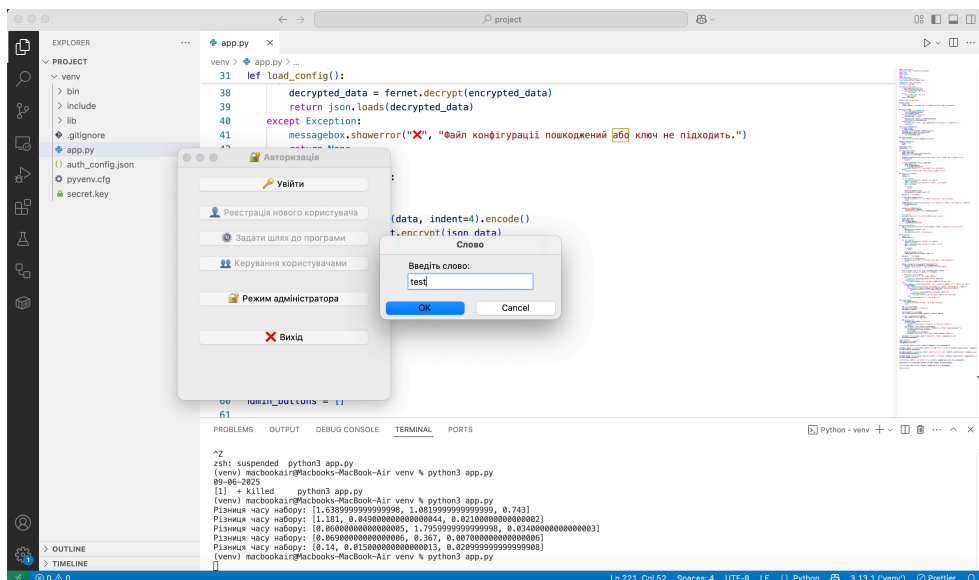 project
EXPLORER
PROJECT
venv
bin
include
lib
.gitignore
app.py
auth_config.json
pyvenv.cfg
secret.key
OUTLINE
TIMELINE
app.py
venv > app.py > ...
31 def load_config():
38 decrypted_data = fernet.decrypt(encrypted_data)
39 return json.loads(decrypted_data)
40 except Exception:
41 messagebox.showerror("❌", "Файл конфігурації пошкоджений або ключ не підходить.")
42 return None
:
(data, indent=4).encode()
t.encrypt(json_data)
60 admin_buttons = []
61
🔐 Авторизація
🔑 Увійти
👤 Реєстрація нового користувача
⚙️ Задати шлях до програми
👥 Керування користувачами
🔐 Режим адміністратора
❌ Вихід
Слово
Введіть слово:
test
OK
Cancel
PROBLEMS OUTPUT DEBUG CONSOLE TERMINAL PORTS
Python - venv
^Z
zsh: suspended python3 app.py
(venv) macbookair@Macbooks-MacBook-Air venv % python3 app.py
09-06-2025
[1] + killed python3 app.py
(venv) macbookair@Macbooks-MacBook-Air venv % python3 app.py
Різниця часу набору: [1.6389999999999998, 1.0819999999999999, 0.743]
Різниця часу набору: [1.181, 0.049000000000000044, 0.02100000000000002]
Різниця часу набору: [0.06000000000000005, 1.7959999999999998, 0.03400000000000003]
Різниця часу набору: [0.06900000000000006, 0.367, 0.007000000000000006]
Різниця часу набору: [0.14, 0.015000000000000013, 0.020999999999999908]
(venv) macbookair@Macbooks-MacBook-Air venv % python3 app.py
0 0 Ln 221, Col 52 Spaces: 4 UTF-8 LF Python 3.13.1 ('venv') Prettier